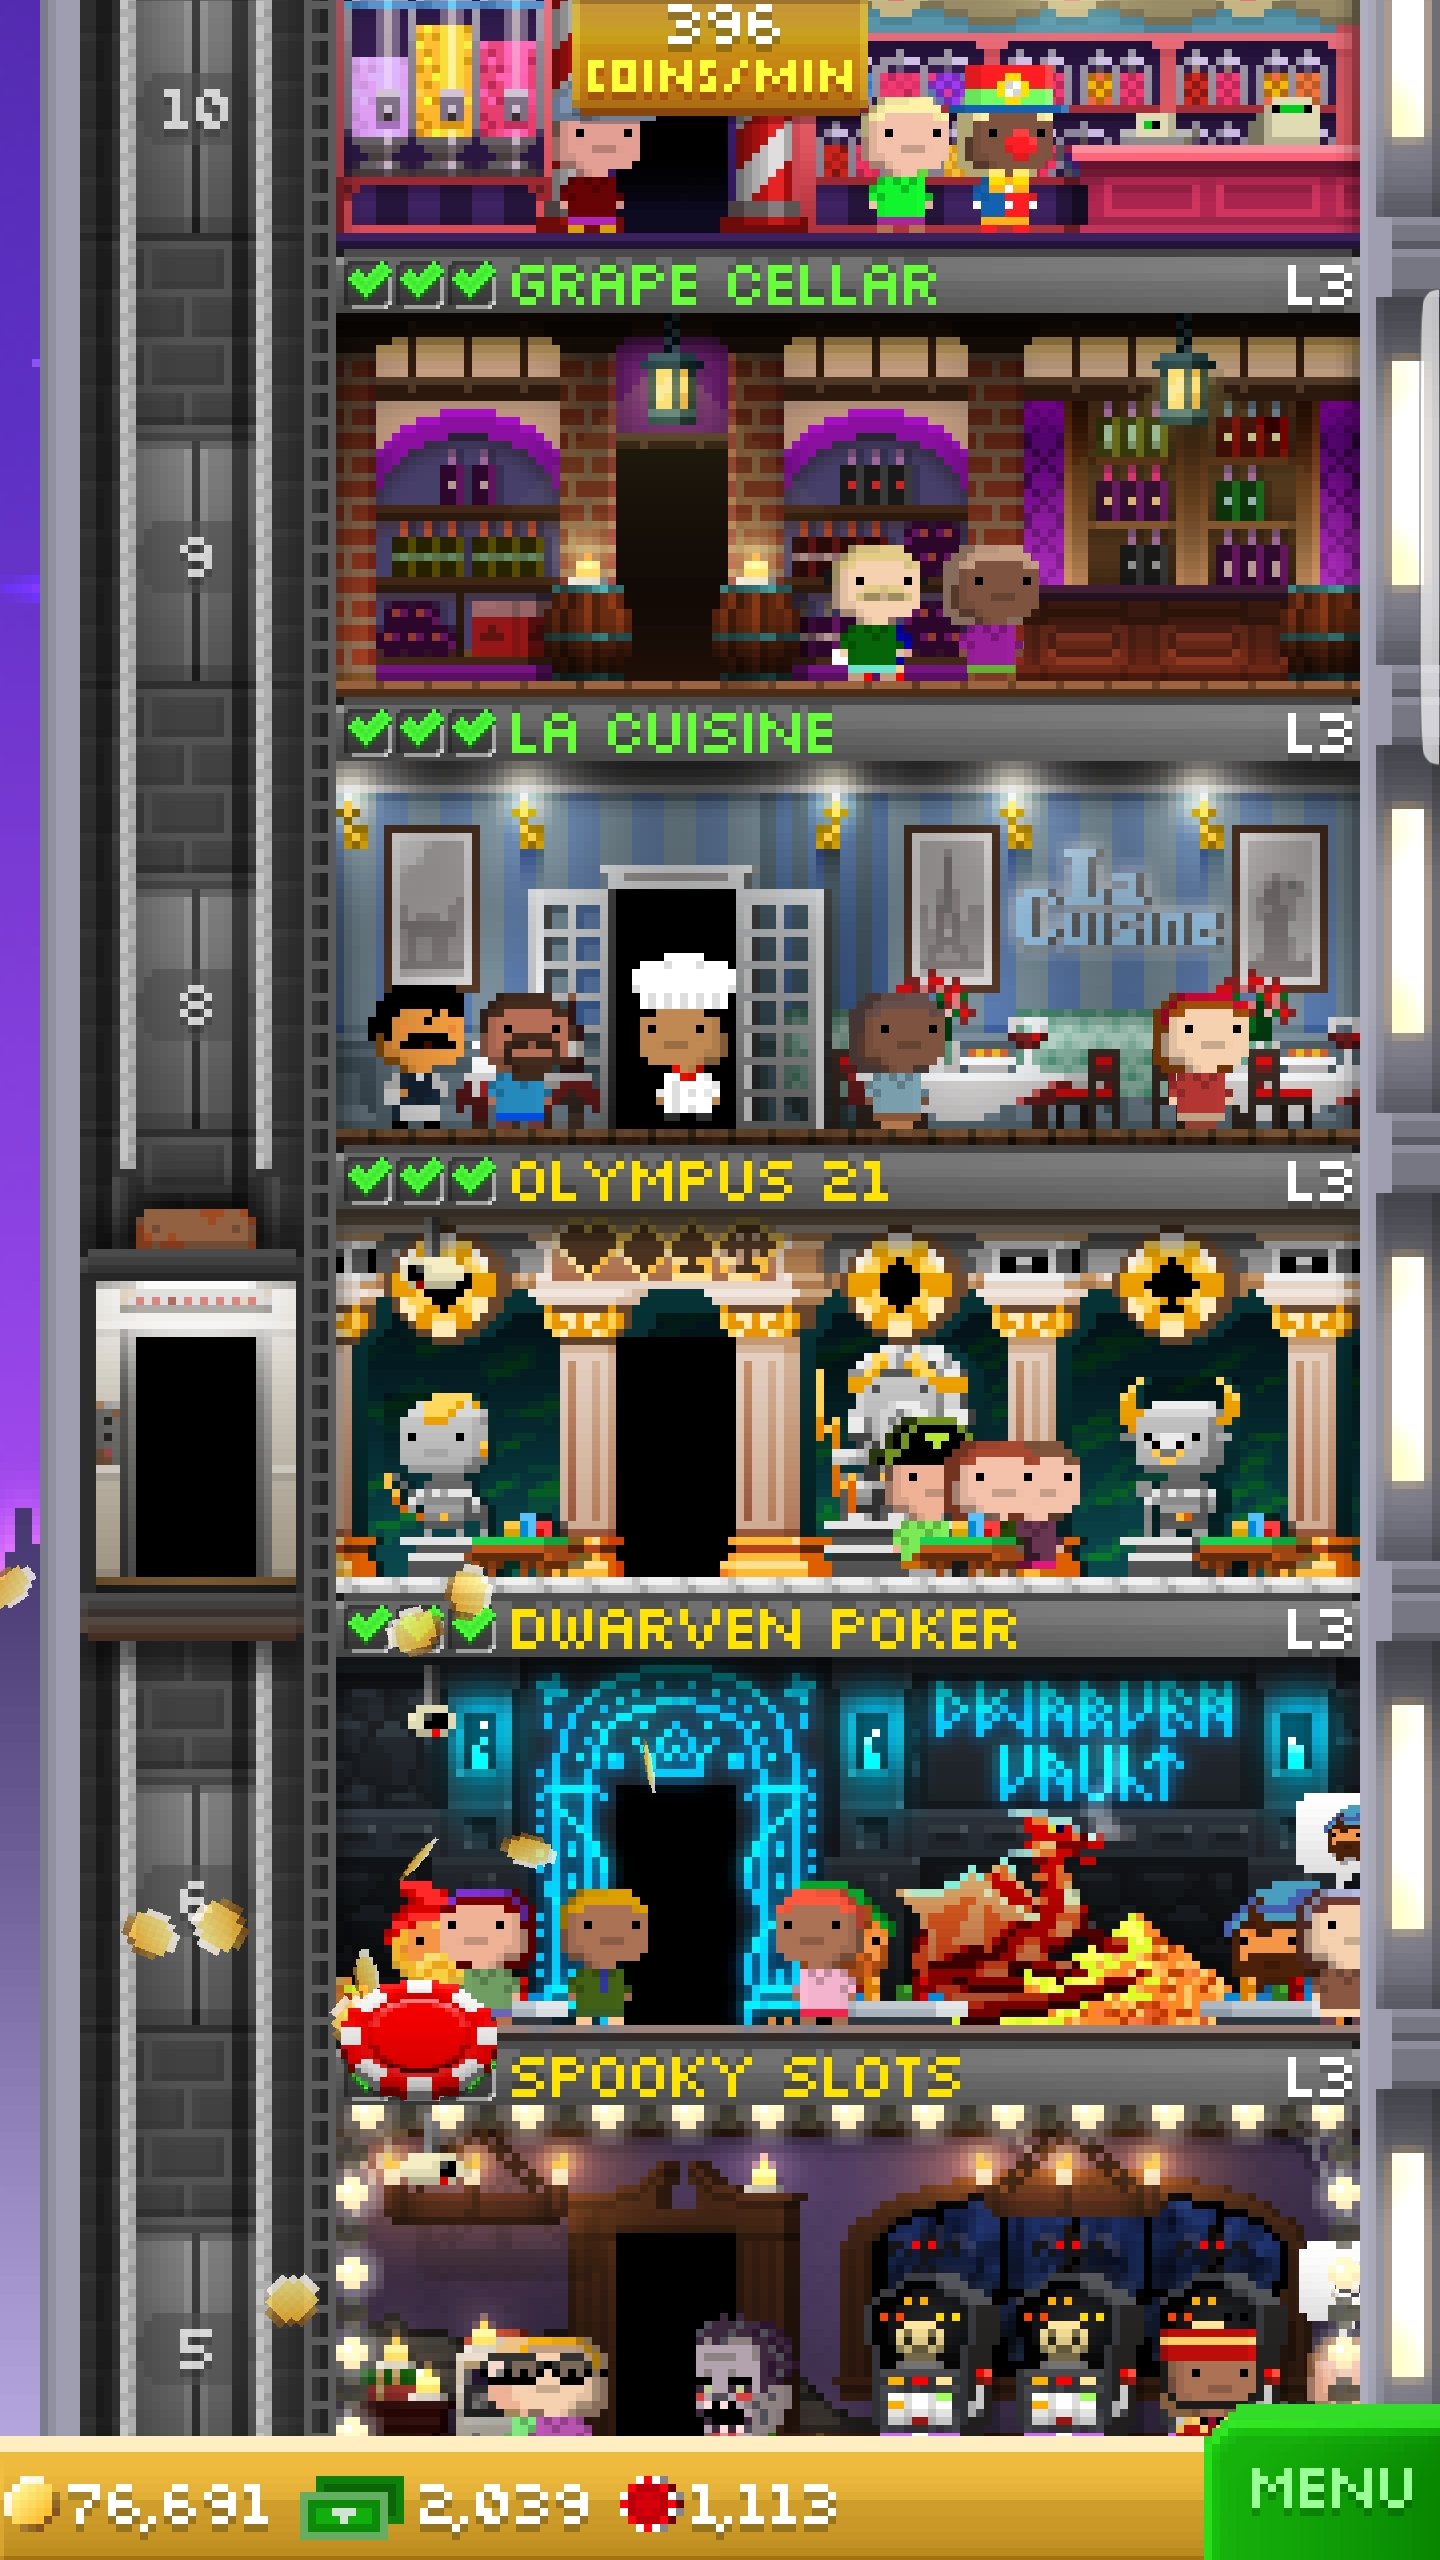 396
COINS/MIN
10
GRAPE CELLAR L3
9
LA CUISINE L3
8
La
Cuisine
OLYMPUS 21 L3
DWARVEN POKER L3
DWARVEN
VAULT
6
SPOOKY SLOTS L3
5
76,691 2,039 1,113
MENU